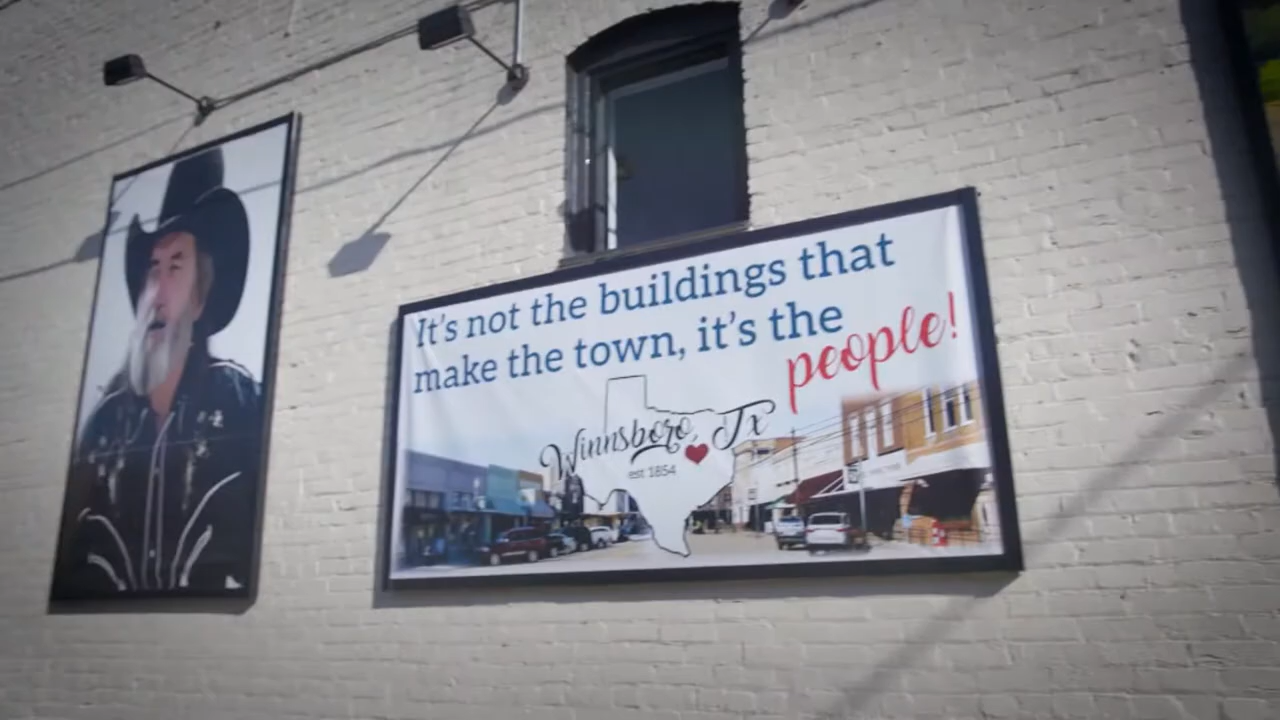 It's not the buildings that
make the town, it's the
people!
Winnsboro, Tx
est 1854